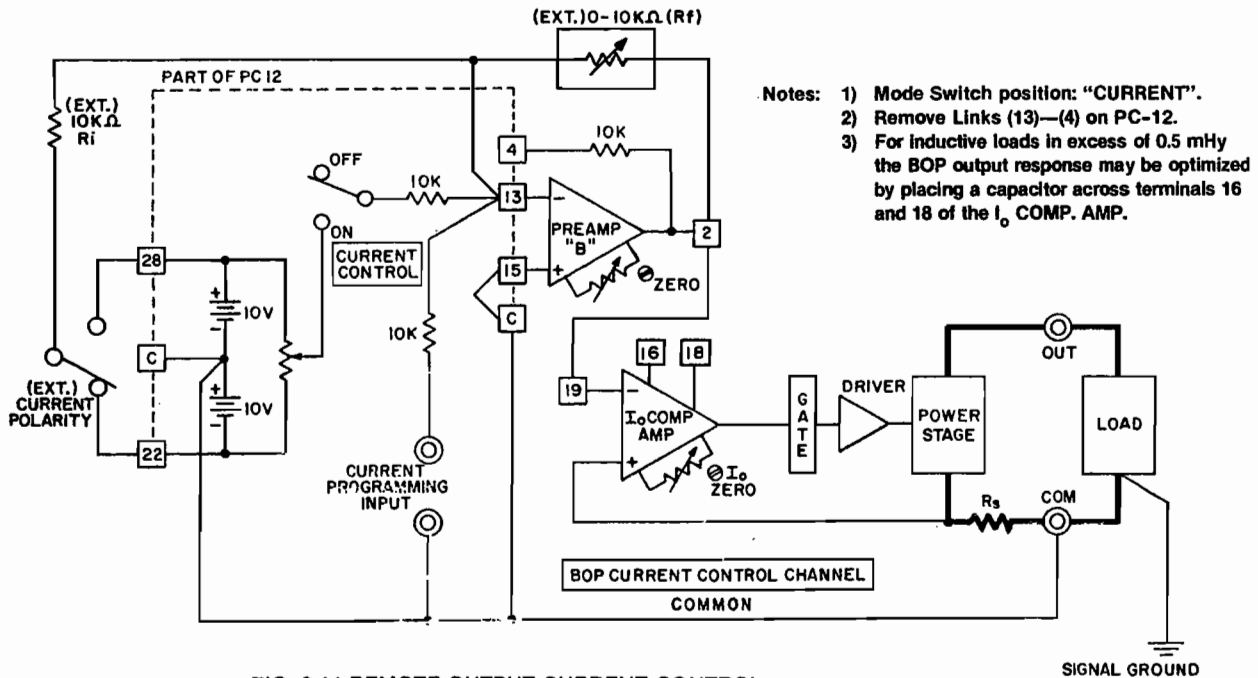 (EXT.) 0-10KΩ (Rf)
PART OF PC 12
(EXT.)
10KΩ
Ri
Notes: 1) Mode Switch position: "CURRENT".
2) Remove Links (13)—(4) on PC-12.
3) For inductive loads in excess of 0.5 mHy
the BOP output response may be optimized
by placing a capacitor across terminals 16
and 18 of the Io COMP. AMP.
4
10K
OFF
10K
13
-
PREAMP
"B"
2
ON
CURRENT
CONTROL
15
+
ZERO
C
28
+
10V
-
10K
C
+
10V
-
(EXT.)
CURRENT
POLARITY
22
16
18
19
-
Io COMP
AMP
+
Io
ZERO
GATE
DRIVER
POWER
STAGE
OUT
LOAD
Rs
COM
CURRENT
PROGRAMMING
INPUT
BOP CURRENT CONTROL CHANNEL
COMMON
SIGNAL GROUND